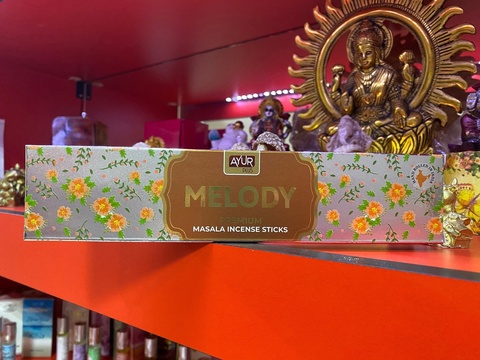 AYUR
MELODY
PREMIUM
MASALA INCENSE STICKS